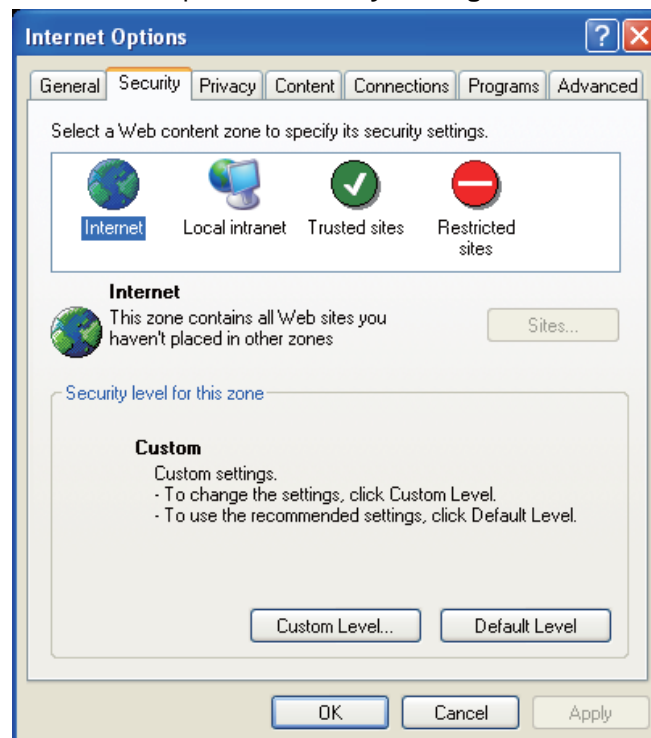 Internet Options
General Security Privacy Content Connections Programs Advanced
Select a Web content zone to specify its security settings.
Internet Local intranet Trusted sites Restricted
sites
Internet
This zone contains all Web sites you
haven't placed in other zones
Sites...
Security level for this zone
Custom
Custom settings.
- To change the settings, click Custom Level.
- To use the recommended settings, click Default Level.
Custom Level... Default Level
OK Cancel Apply